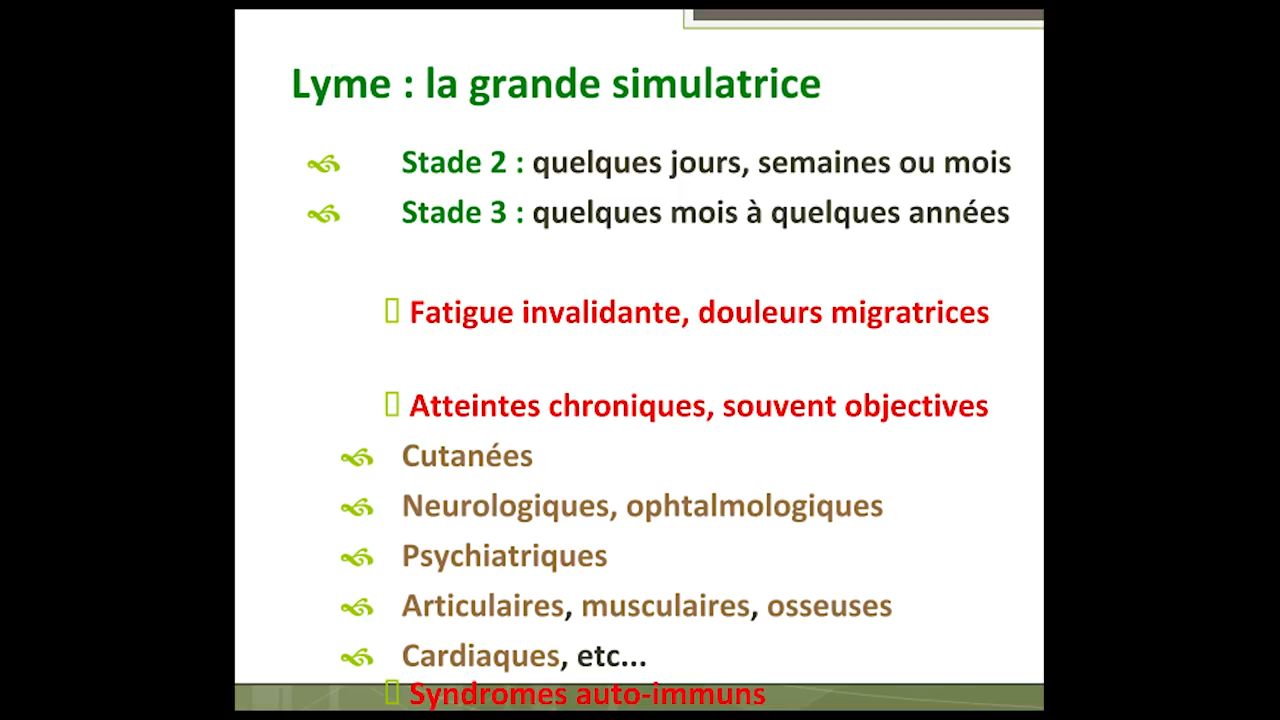 Lyme : la grande simulatrice
Stade 2 : quelques jours, semaines ou mois
Stade 3 : quelques mois à quelques années
Fatigue invalidante, douleurs migratrices
Atteintes chroniques, souvent objectives
Cutanées
Neurologiques, ophtalmologiques
Psychiatriques
Articulaires, musculaires, osseuses
Cardiaques, etc...
Syndromes auto-immuns